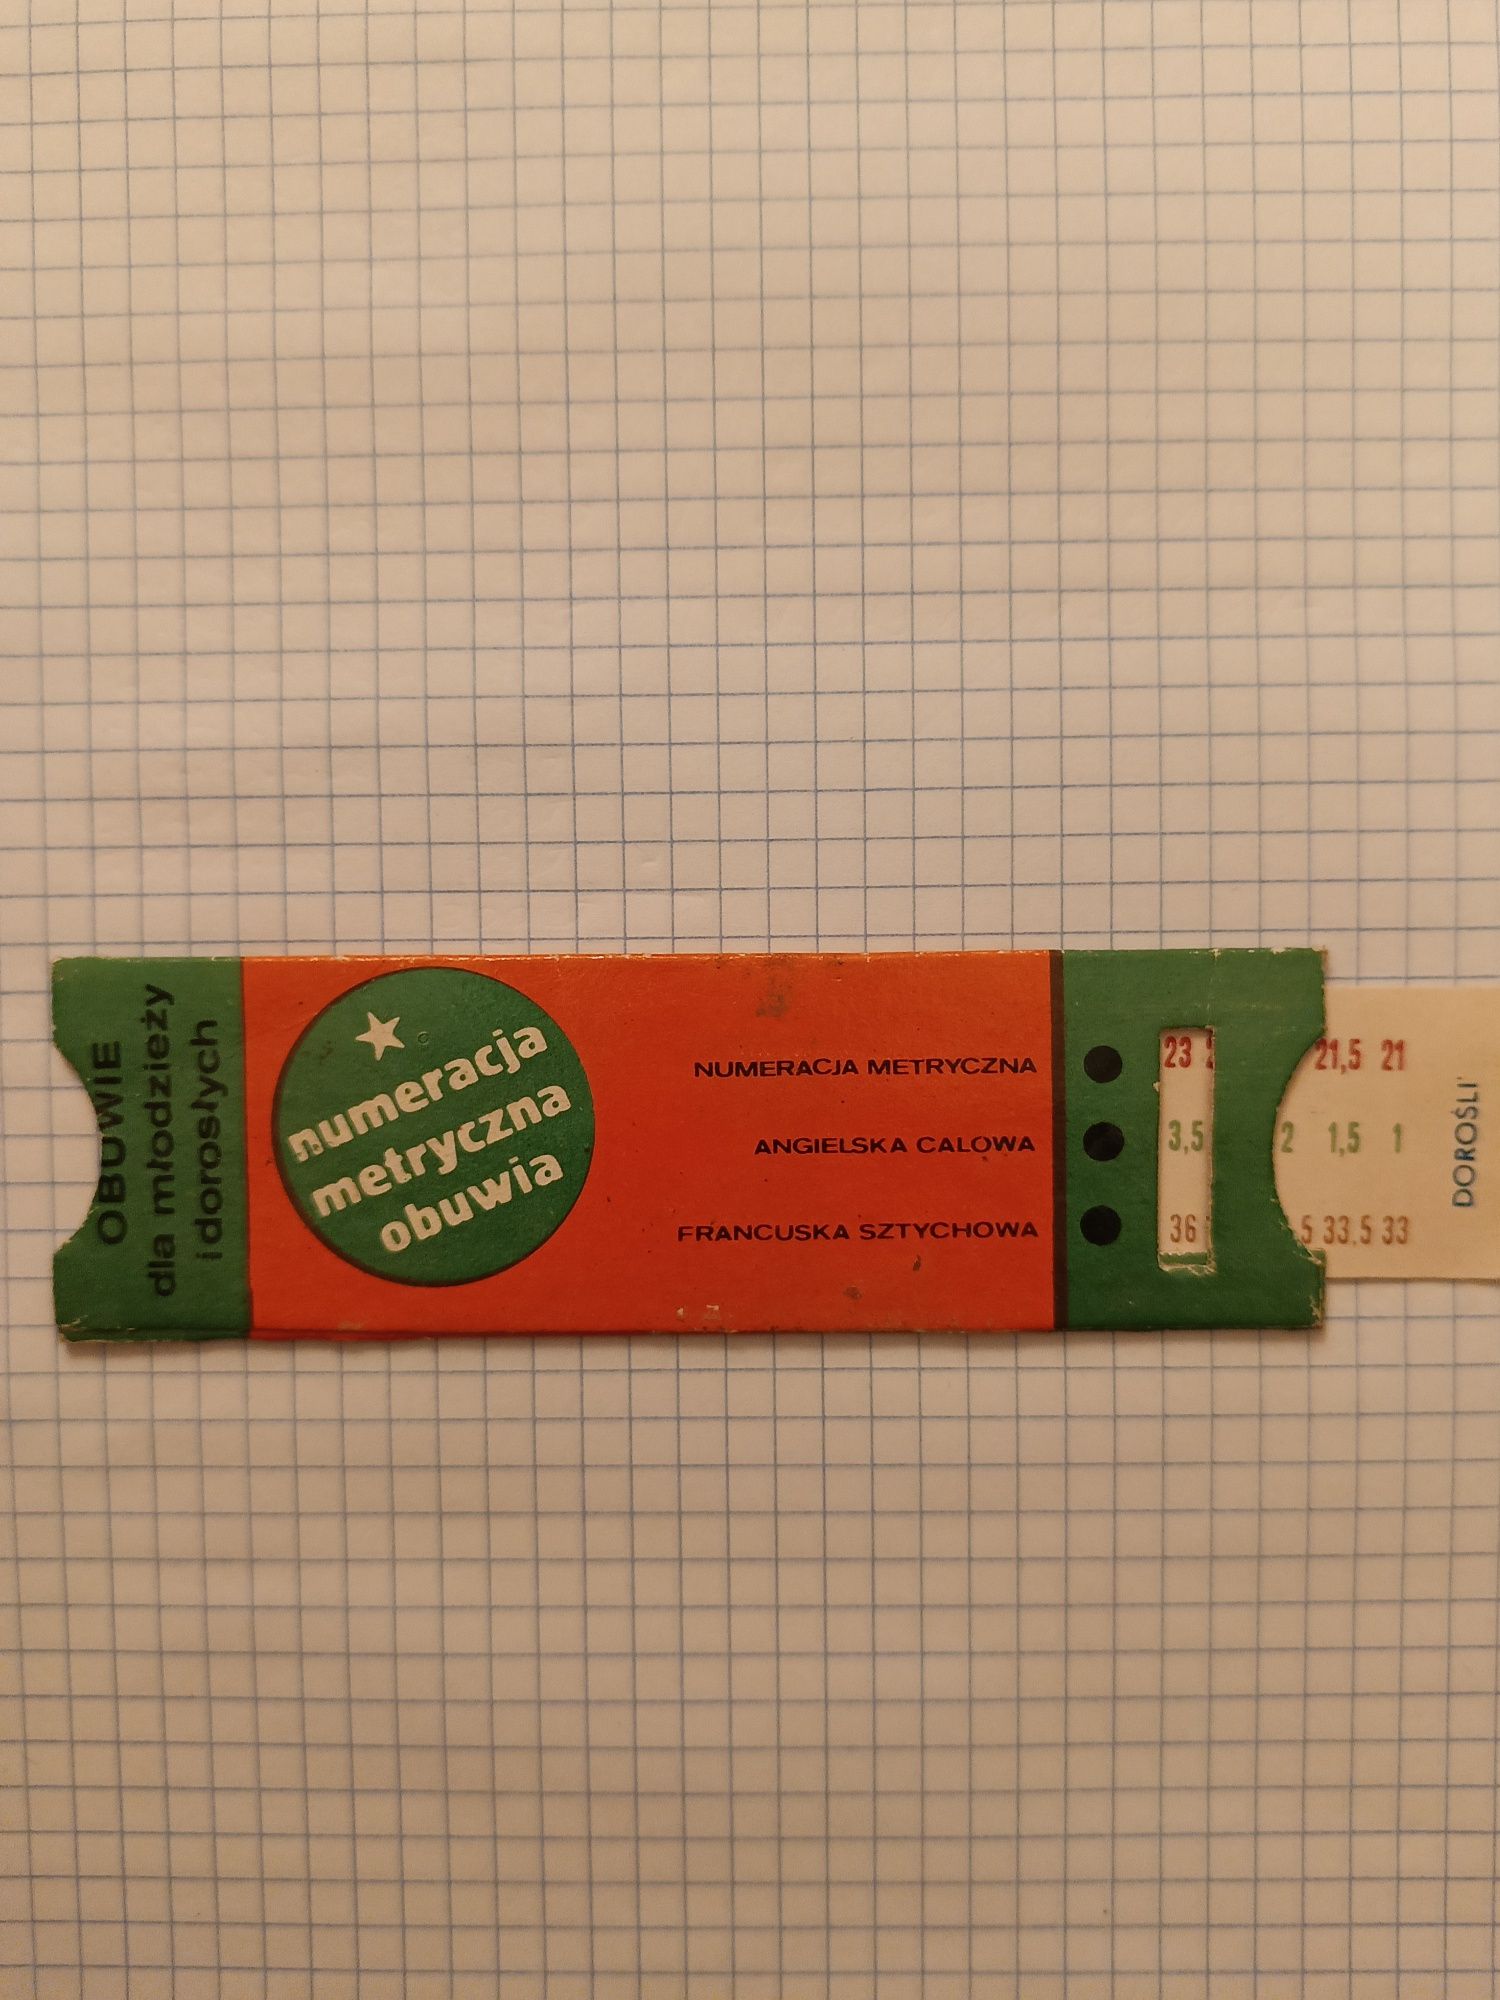 OBUWIE
dla młodzieży
i dorosłych
numeracja
metryczna
obuwia
NUMERACJA METRYCZNA
ANGIELSKA CALOWA
FRANCUSKA SZTYCHOWA
23
3,5
36
21,5 21
2 1,5 1
5 33.5 33
DOROŚLI